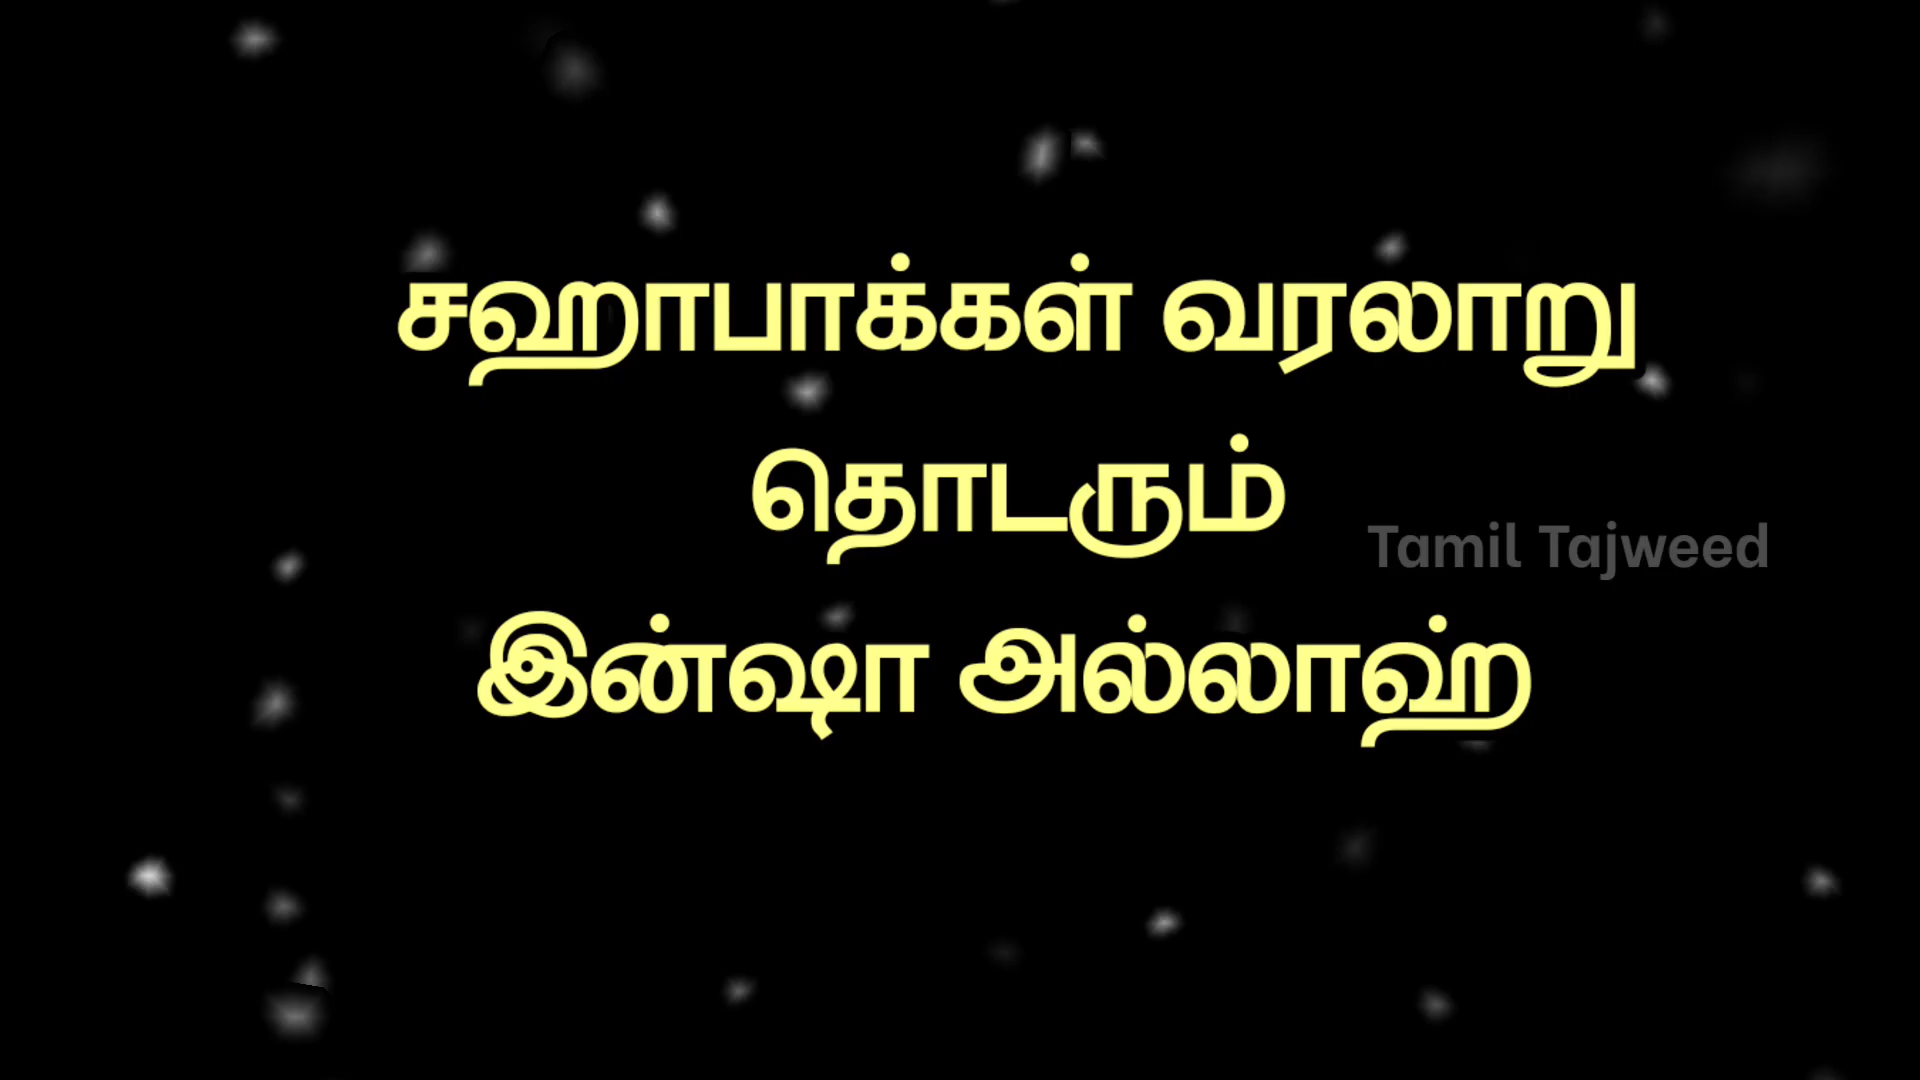 சஹாபாக்கள் வரலாறு
தொடரும்
Tamil Tajweed
இன்ஷா அல்லாஹ்